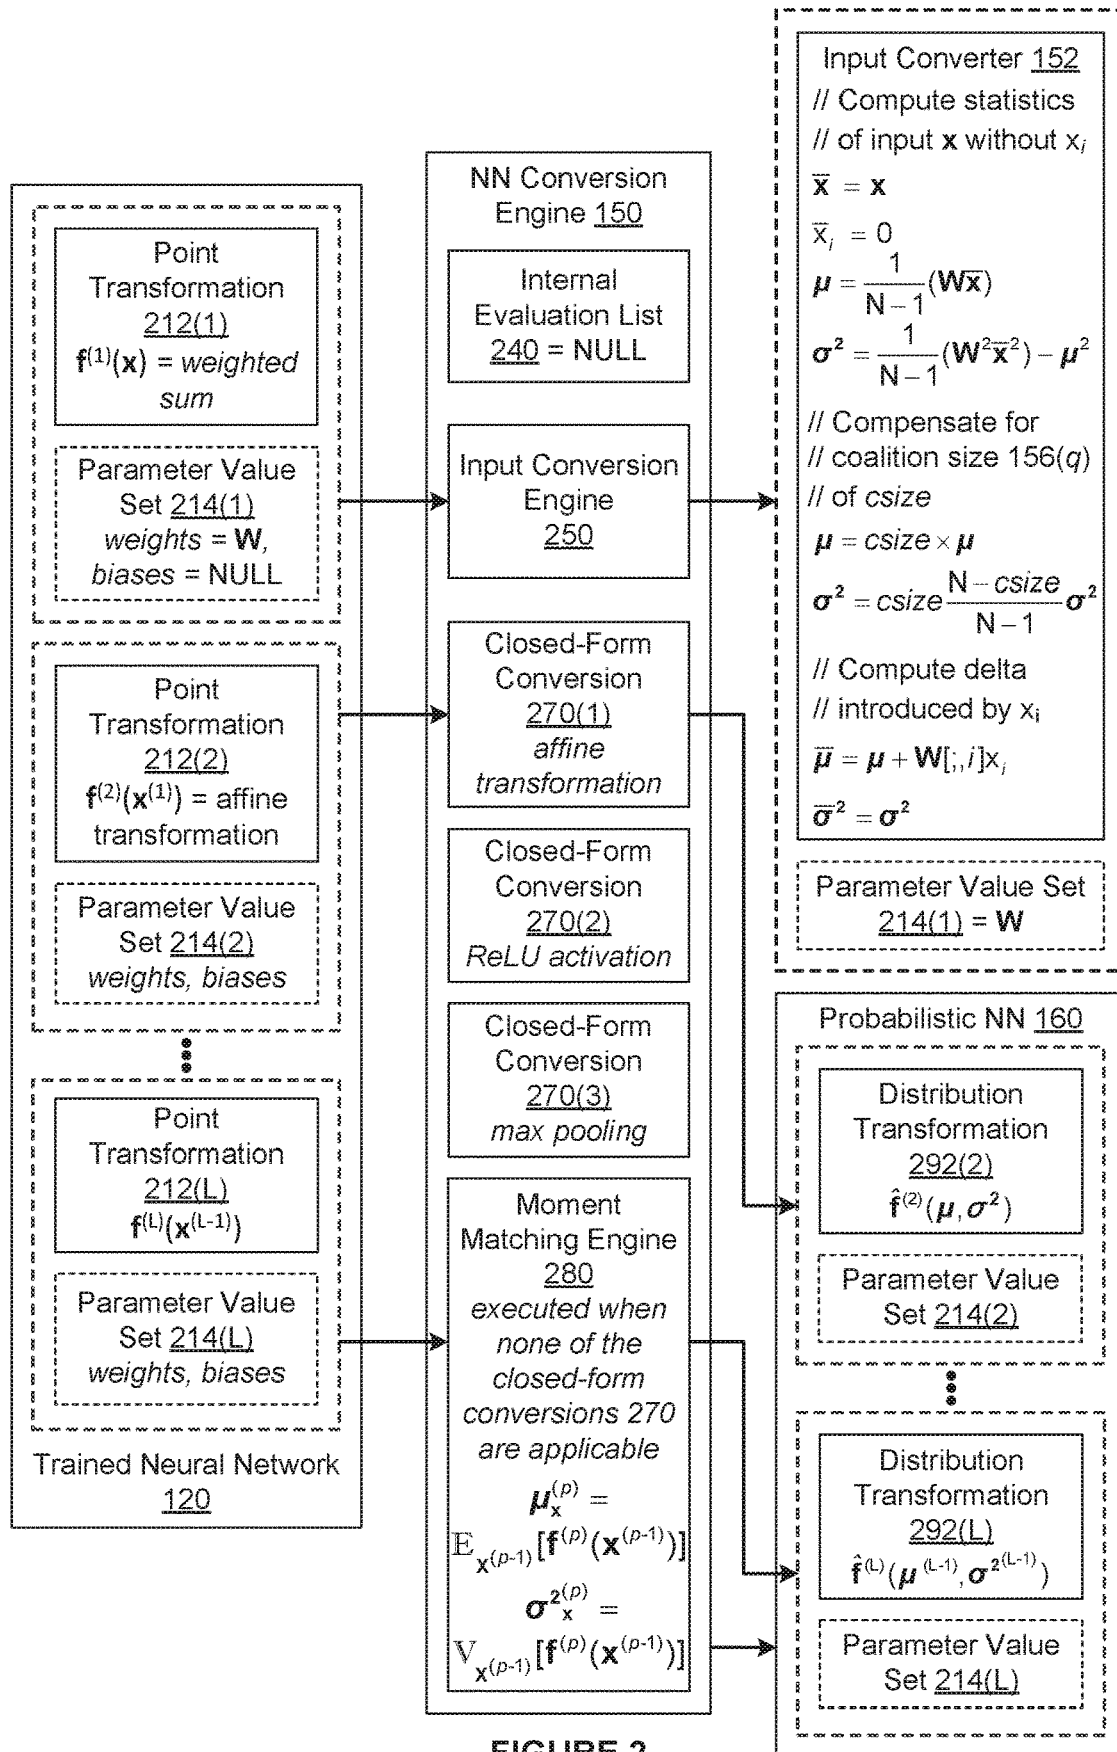 Point
Transformation
212(1)
f⁽¹⁾(x) = weighted
sum
Parameter Value
Set 214(1)
weights = W,
biases = NULL
Point
Transformation
212(2)
f⁽²⁾(x⁽¹⁾) = affine
transformation
Parameter Value
Set 214(2)
weights, biases
Point
Transformation
212(L)
f⁽ᴸ⁾(x⁽ᴸ⁻¹⁾)
Parameter Value
Set 214(L)
weights, biases
Trained Neural Network
120
NN Conversion
Engine 150
Internal
Evaluation List
240 = NULL
Input Conversion
Engine
250
Closed-Form
Conversion
270(1)
affine
transformation
Closed-Form
Conversion
270(2)
ReLU activation
Closed-Form
Conversion
270(3)
max pooling
Moment
Matching Engine
280
executed when
none of the
closed-form
conversions 270
are applicable
μₓ⁽ᵖ⁾ =
E_x⁽ᵖ⁻¹⁾[f⁽ᵖ⁾(x⁽ᵖ⁻¹⁾)]
σ²ₓ⁽ᵖ⁾ =
V_x⁽ᵖ⁻¹⁾[f⁽ᵖ⁾(x⁽ᵖ⁻¹⁾)]
Input Converter 152
// Compute statistics
// of input x without xᵢ
x̅ = x
x̅ᵢ = 0
μ = 1/(N−1) (Wx̅)
σ² = 1/(N−1) (W²x̅²) − μ²
// Compensate for
// coalition size 156(q)
// of csize
μ = csize × μ
σ² = csize (N − csize)/(N−1) σ²
// Compute delta
// introduced by xᵢ
μ̅ = μ + W[:,i]xᵢ
σ̅² = σ²
Parameter Value Set
214(1) = W
Probabilistic NN 160
Distribution
Transformation
292(2)
f̂⁽²⁾(μ, σ²)
Parameter Value
Set 214(2)
Distribution
Transformation
292(L)
f̂⁽ᴸ⁾(μ⁽ᴸ⁻¹⁾, σ²⁽ᴸ⁻¹⁾)
Parameter Value
Set 214(L)
FIGURE 2